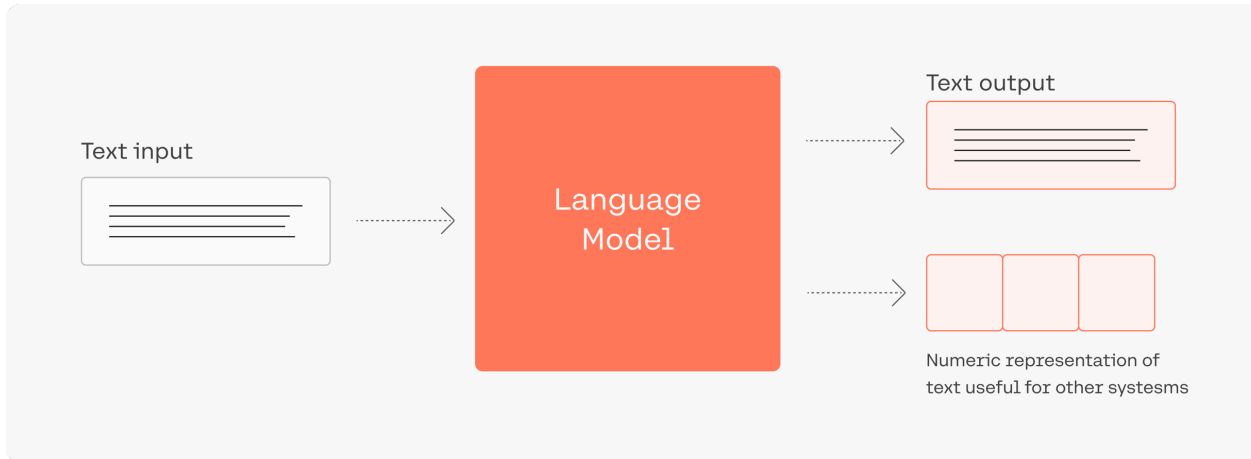 Text input
Language
Model
Text output
Numeric representation of
text useful for other systesms